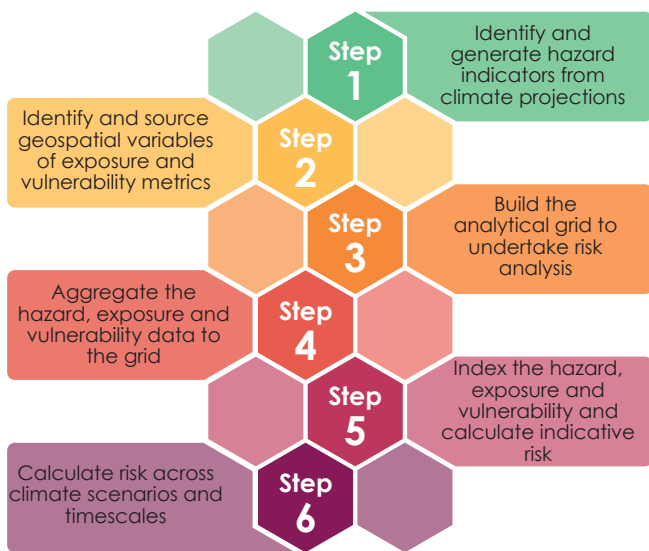 Step
1
Identify and
generate hazard
indicators from
climate projections
Step
2
Identify and source
geospatial variables
of exposure and
vulnerability metrics
Step
3
Build the
analytical grid to
undertake risk
analysis
Step
4
Aggregate the
hazard, exposure and
vulnerability data to
the grid
Step
5
Index the hazard,
exposure and
vulnerability and
calculate indicative
risk
Step
6
Calculate risk across
climate scenarios and
timescales